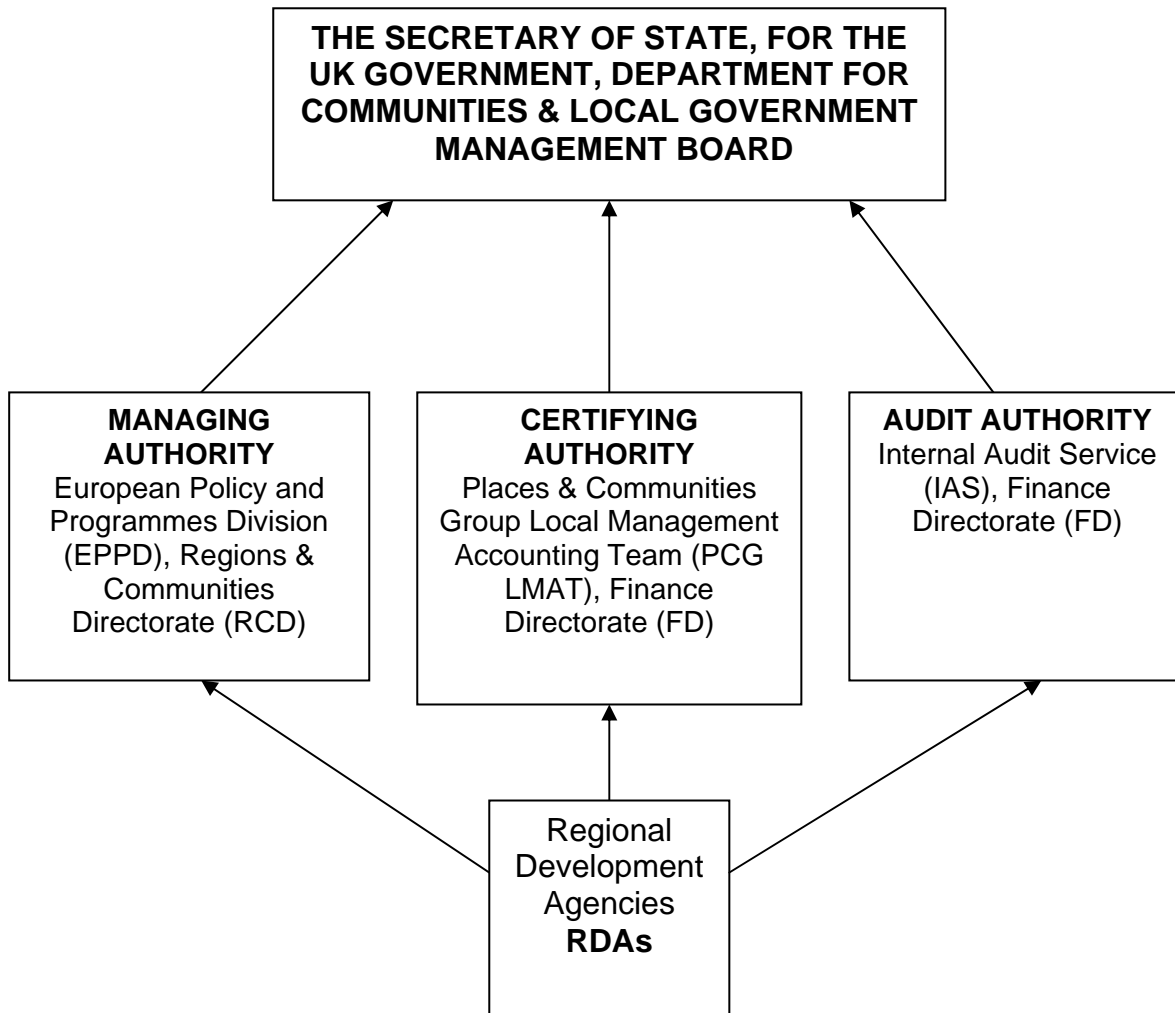 THE SECRETARY OF STATE, FOR THE
UK GOVERNMENT, DEPARTMENT FOR
COMMUNITIES & LOCAL GOVERNMENT
MANAGEMENT BOARD
MANAGING
AUTHORITY
European Policy and
Programmes Division
(EPPD), Regions &
Communities
Directorate (RCD)
CERTIFYING
AUTHORITY
Places & Communities
Group Local Management
Accounting Team (PCG
LMAT), Finance
Directorate (FD)
AUDIT AUTHORITY
Internal Audit Service
(IAS), Finance
Directorate (FD)
Regional
Development
Agencies
RDAs